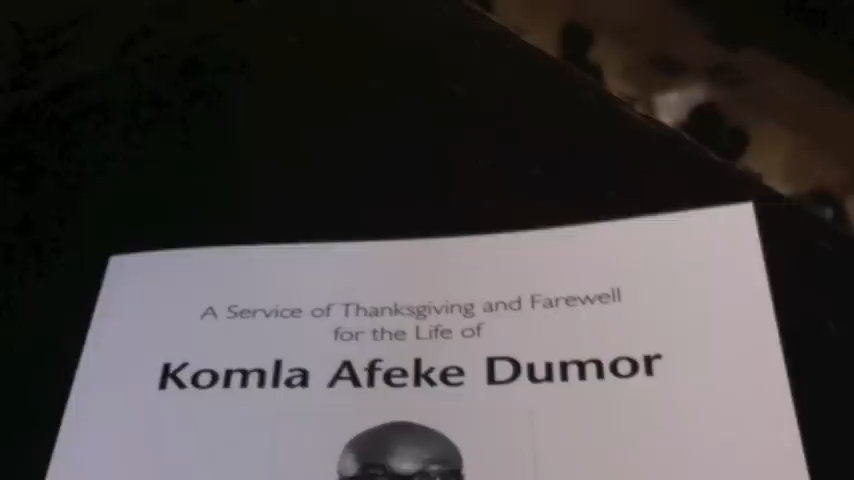 A Service of Thanksgiving and Farewell
for the Life of
Komla Afeke Dumor